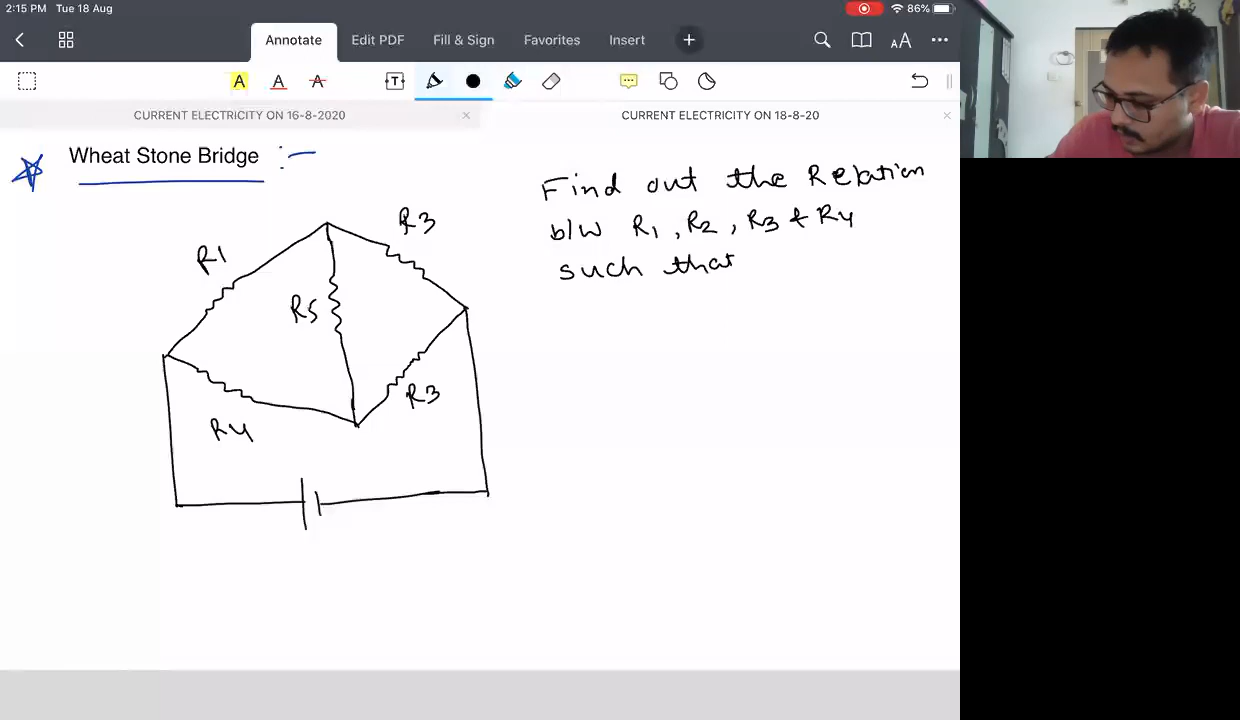 2:15 PM Tue 18 Aug
86%
Annotate Edit PDF Fill & Sign Favorites Insert
A A A T
AA
CURRENT ELECTRICITY ON 16-8-2020
CURRENT ELECTRICITY ON 18-8-20
Wheat Stone Bridge :-
Find out the Relation
b/w R1, R2, R3 & R4
such that
R1
R3
R5
R4
R3